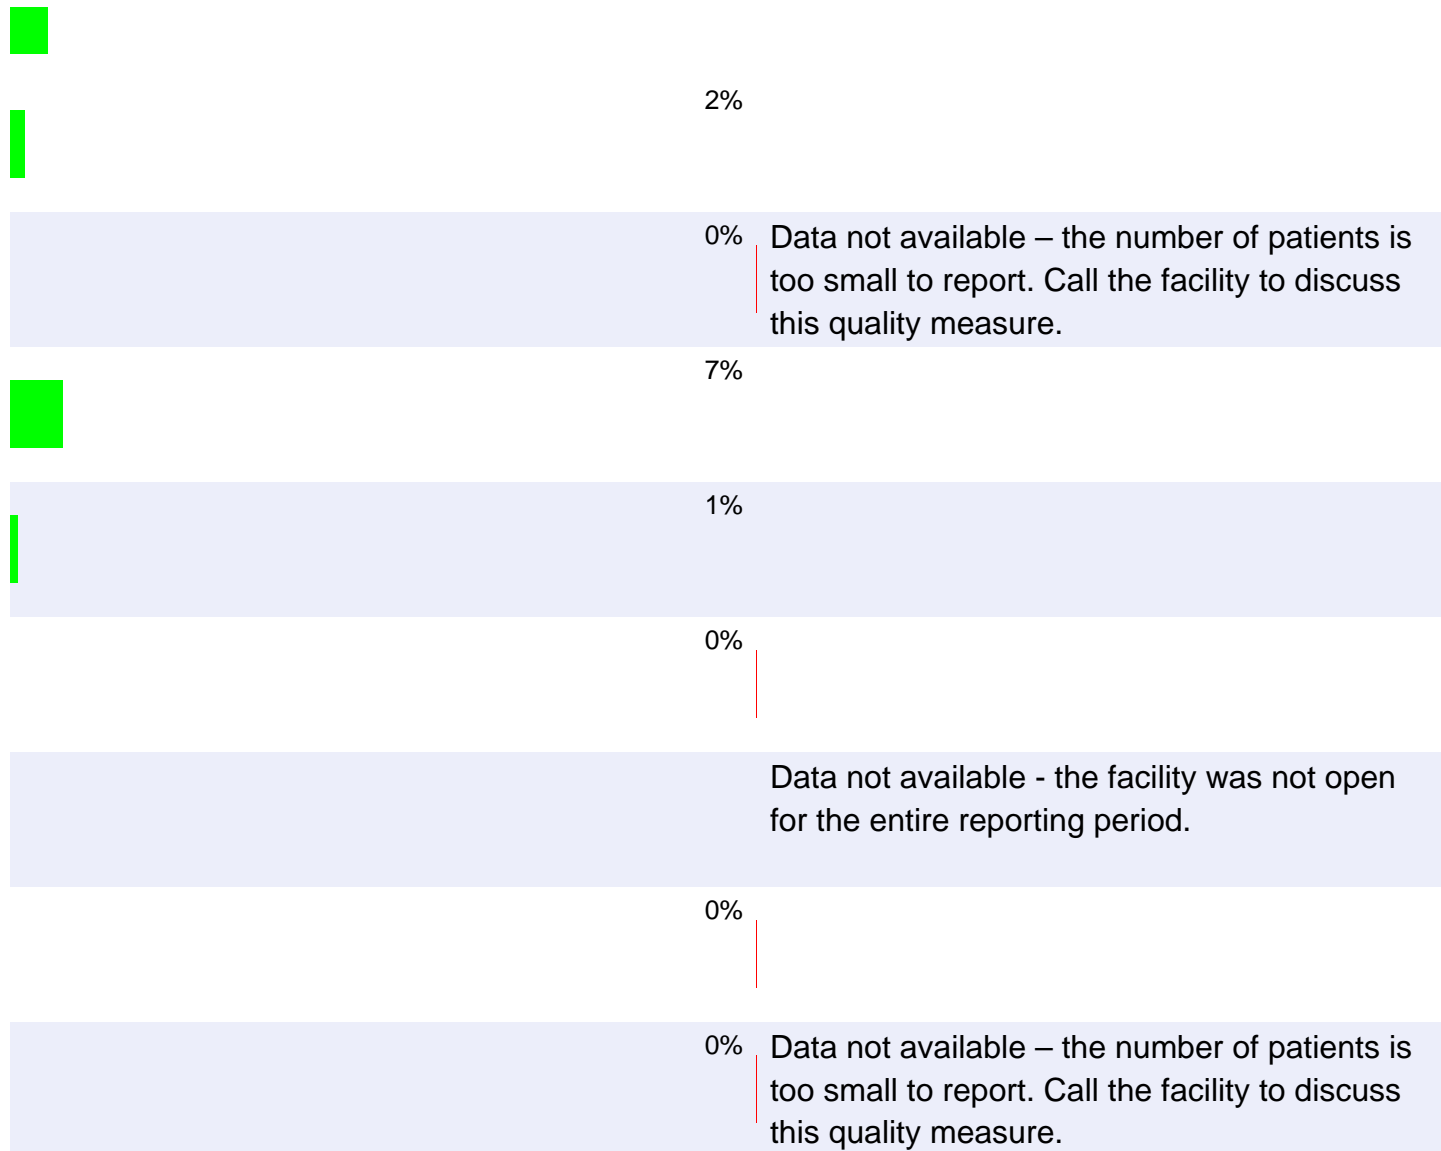 2%
0%
Data not available – the number of patients is
too small to report. Call the facility to discuss
this quality measure.
7%
1%
0%
Data not available - the facility was not open
for the entire reporting period.
0%
0%
Data not available – the number of patients is
too small to report. Call the facility to discuss
this quality measure.